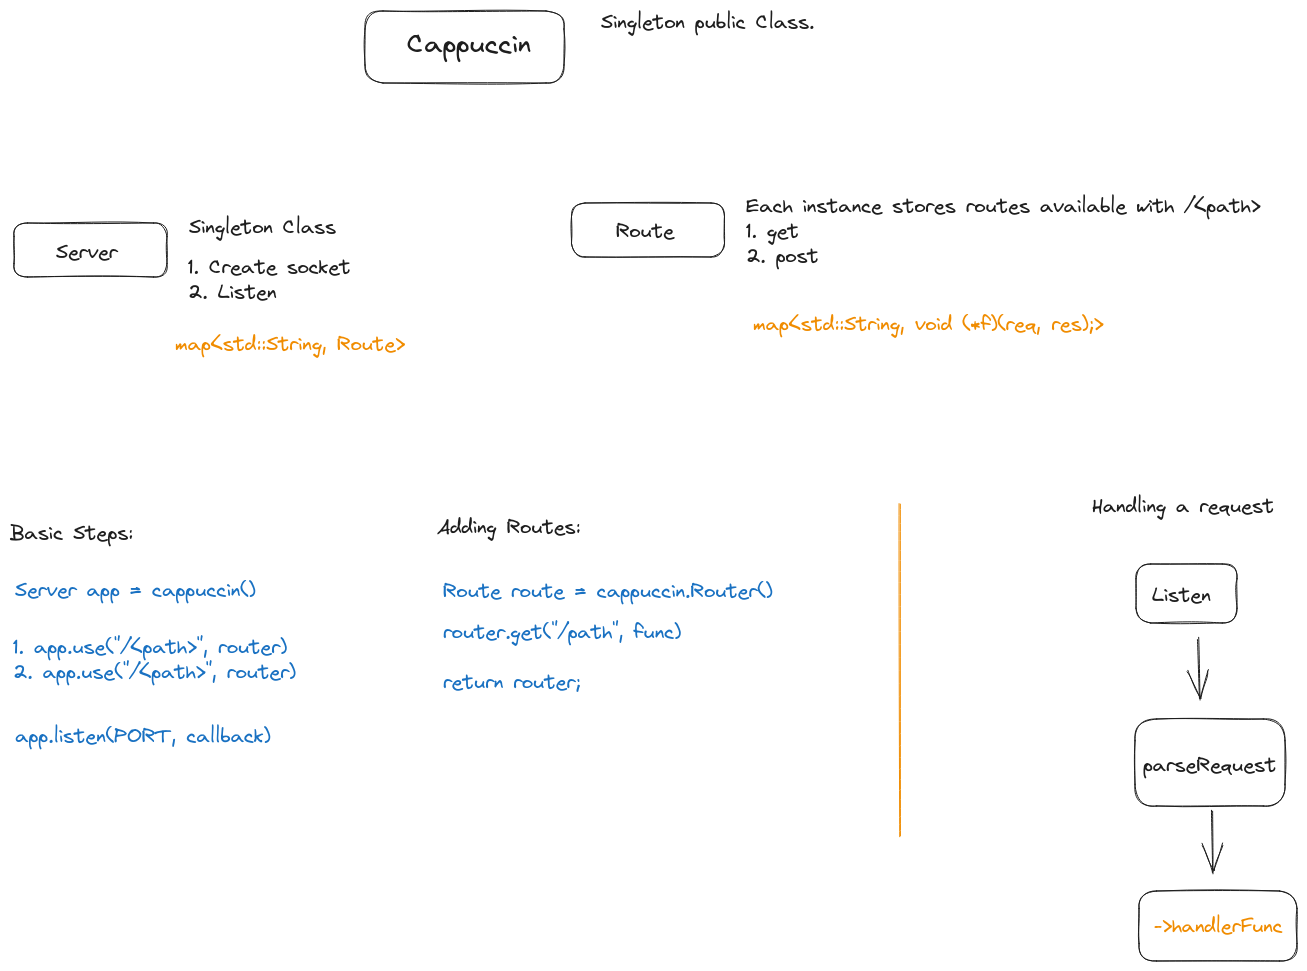 Cappuccin
Singleton public Class.
Server
Singleton Class
1. Create socket
2. Listen
map<std::String, Route>
Route
Each instance stores routes available with /<path>
1. get
2. post
map<std::String, void (*f)(req, res);>
Basic Steps:
Server app = cappuccin()
1. app.use("/<path>", router)
2. app.use("/<path>", router)
app.listen(PORT, callback)
Adding Routes:
Route route = cappuccin.Router()
router.get("/path", func)
return router;
Handling a request
Listen
parseRequest
->handlerFunc